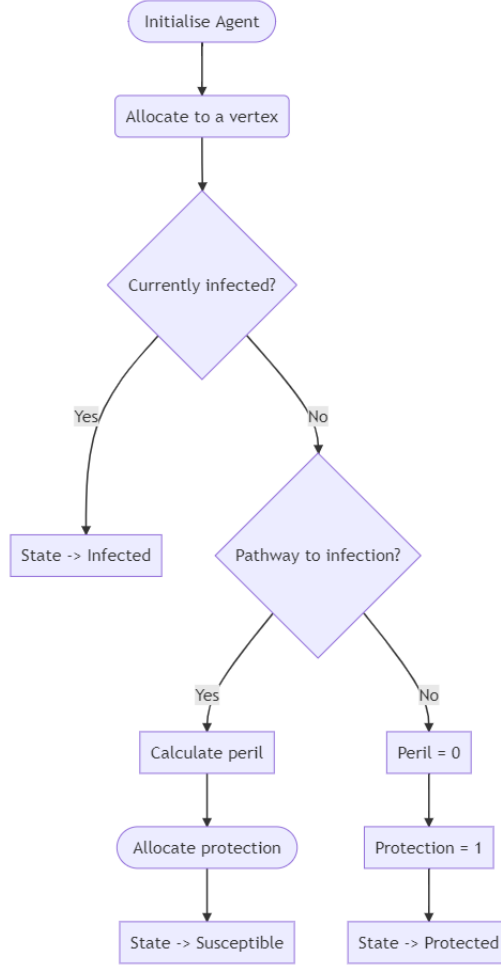 Initialise Agent
Allocate to a vertex
Currently infected?
Yes
No
State -> Infected
Pathway to infection?
Yes
No
Calculate peril
Peril = 0
Allocate protection
Protection = 1
State -> Susceptible
State -> Protected